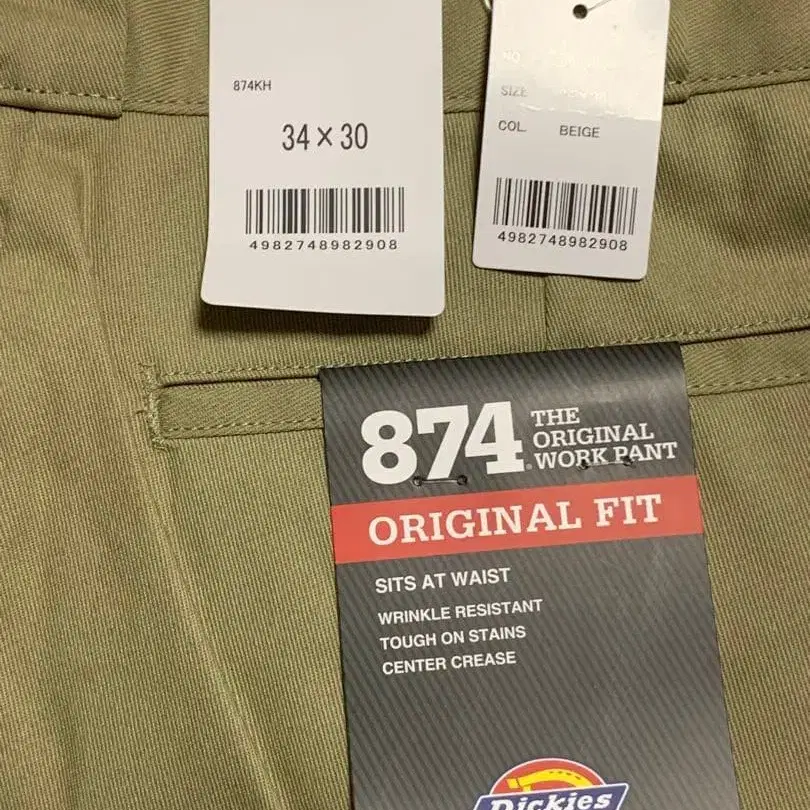 874KH
34×30
4982748982908
NO.
SIZE
COL. BEIGE
4982748982908
874 THE
ORIGINAL
WORK PANT
ORIGINAL FIT
SITS AT WAIST
WRINKLE RESISTANT
TOUGH ON STAINS
CENTER CREASE
Dickies